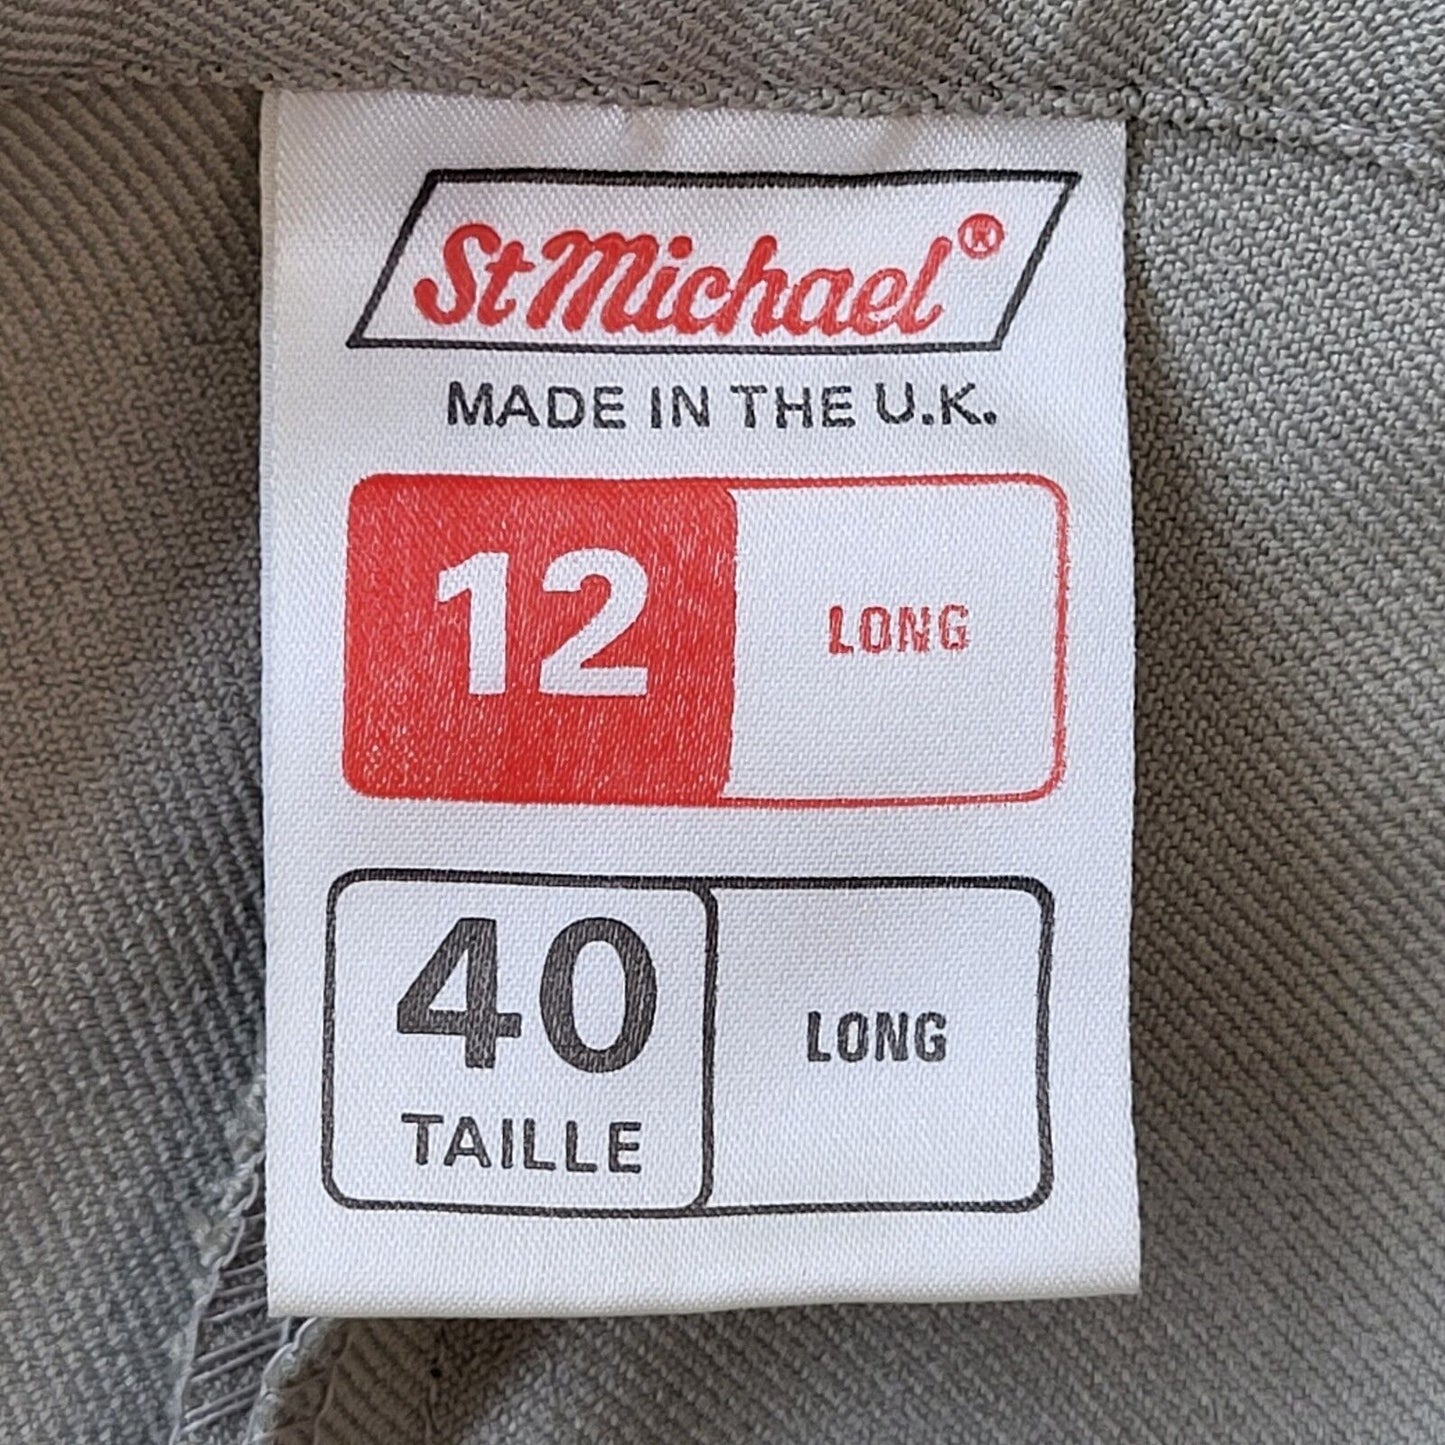 St Michael®
MADE IN THE U.K.
12 LONG
40 LONG
TAILLE